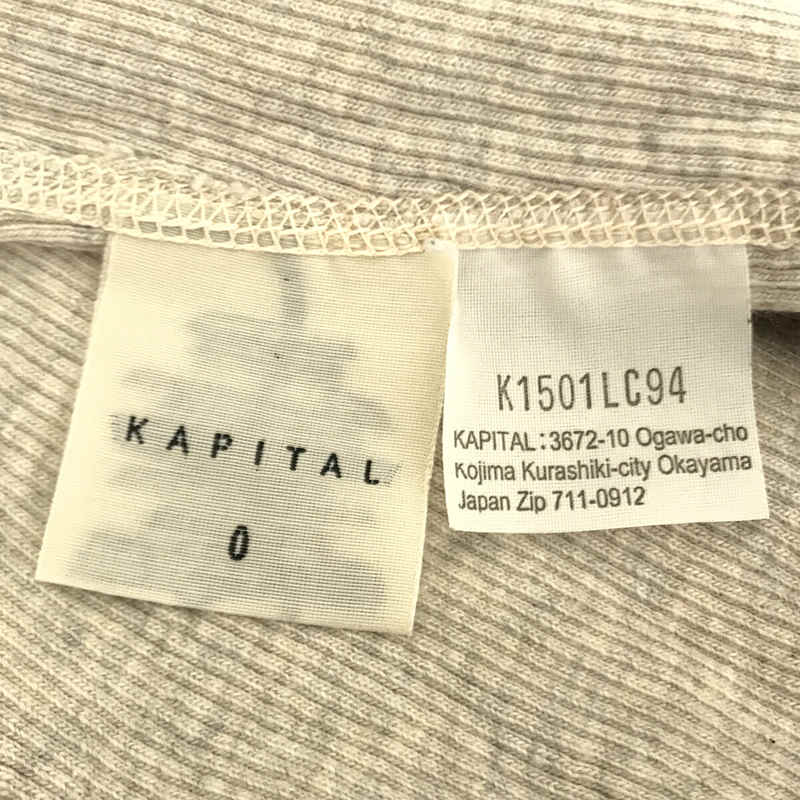 KAPITAL
0
K1501LC94
KAPITAL:3672-10 Ogawa-cho
Kojima Kurashiki-city Okayama
Japan Zip 711-0912